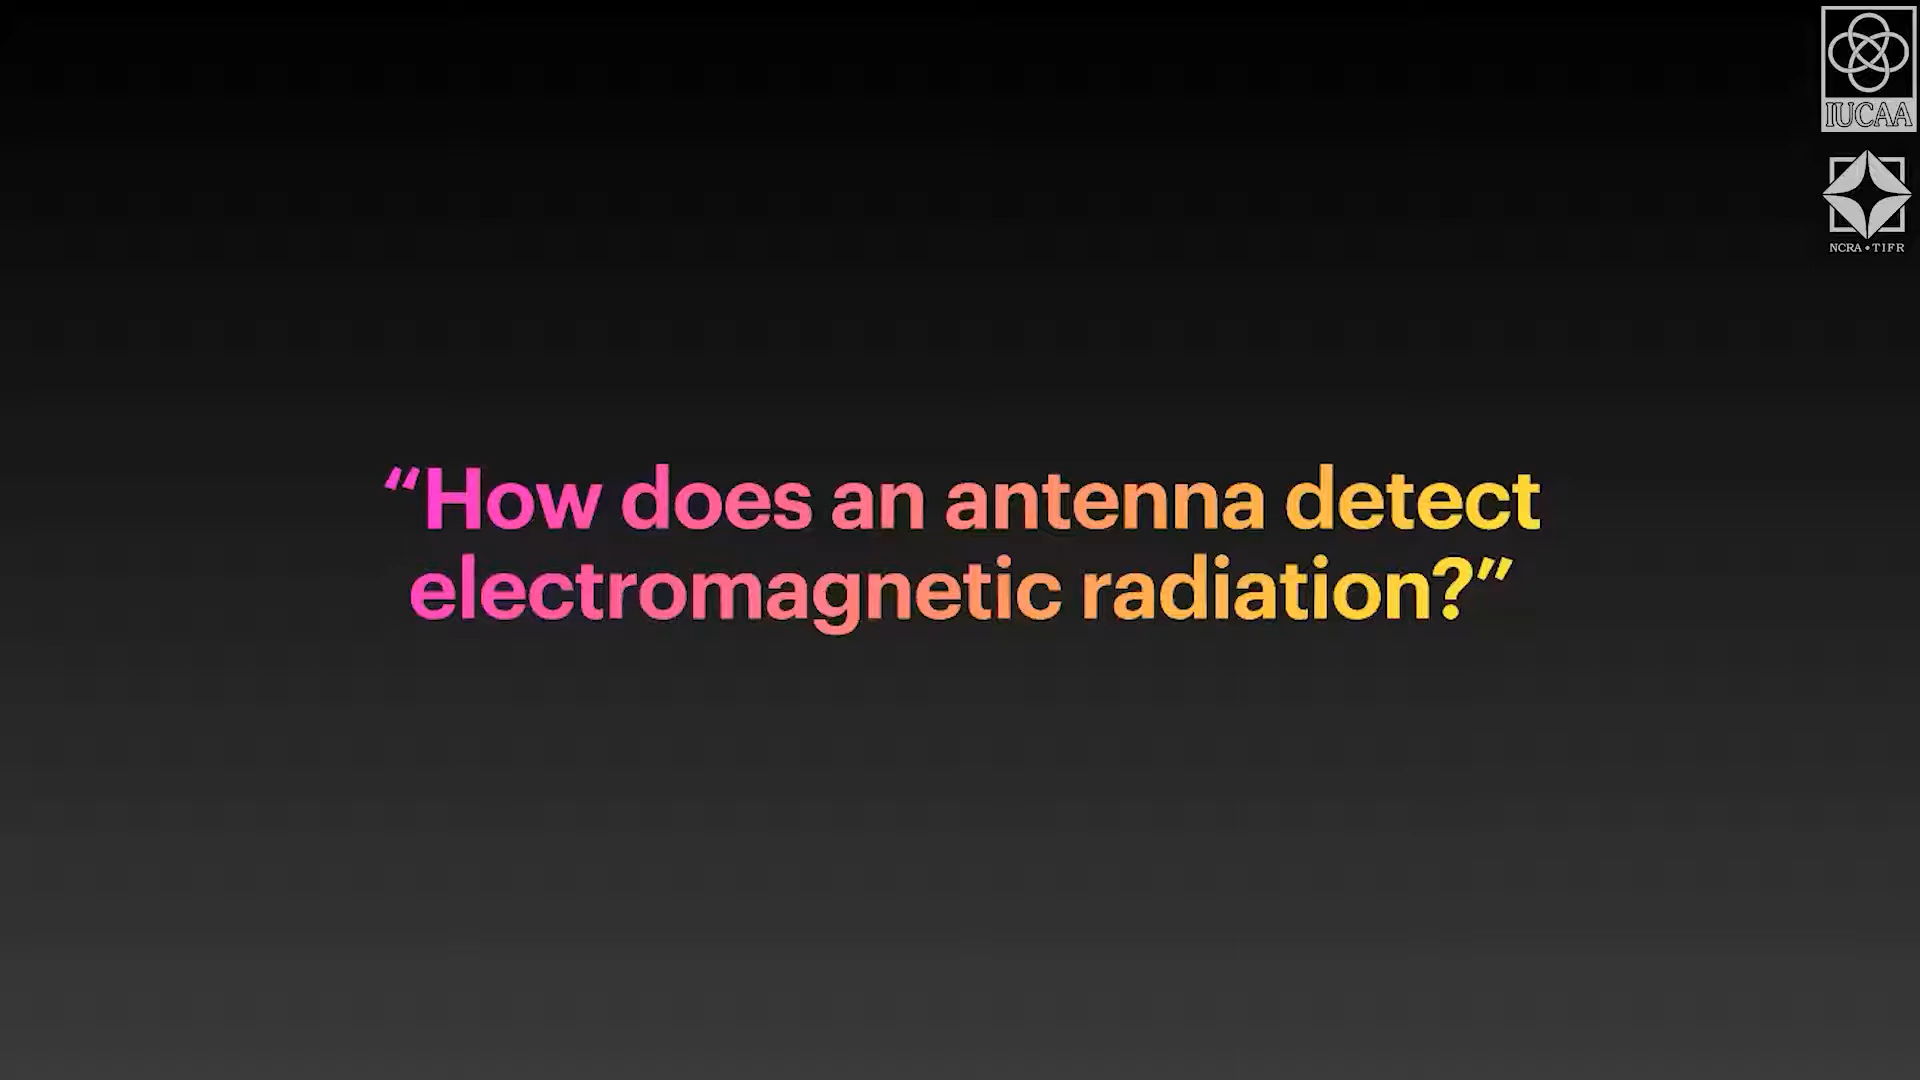 IUCAA
NCRA • TIFR
“How does an antenna detect
electromagnetic radiation?”